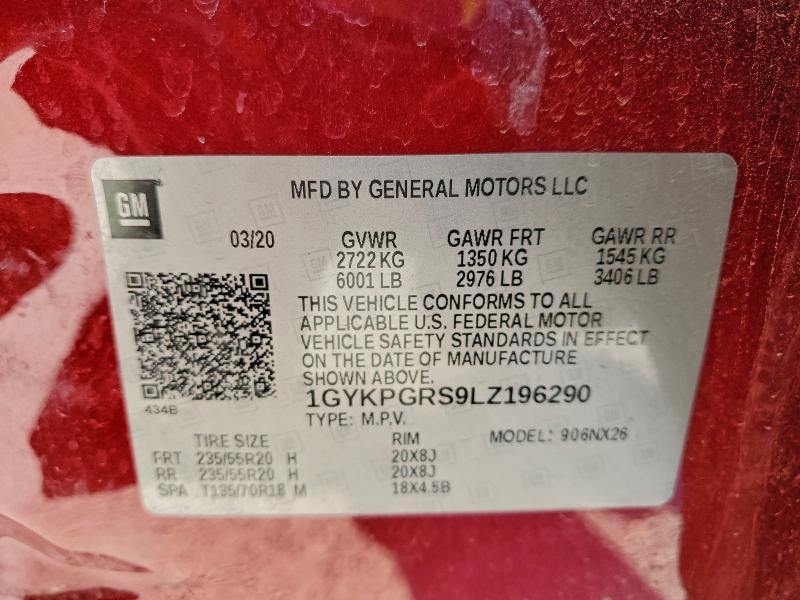 GM
MFD BY GENERAL MOTORS LLC
03/20 GVWR GAWR FRT GAWR RR
2722 KG 1350 KG 1545 KG
6001 LB 2976 LB 3406 LB
THIS VEHICLE CONFORMS TO ALL
APPLICABLE U.S. FEDERAL MOTOR
VEHICLE SAFETY STANDARDS IN EFFECT
ON THE DATE OF MANUFACTURE
SHOWN ABOVE.
434B
1GYKPGRS9LZ196290
TYPE: M.P.V.
TIRE SIZE RIM MODEL: 906NX26
FRT 235/55R20 H 20X8J
RR 235/55R20 H 20X8J
SPA T135/70R18 M 18X4.5B